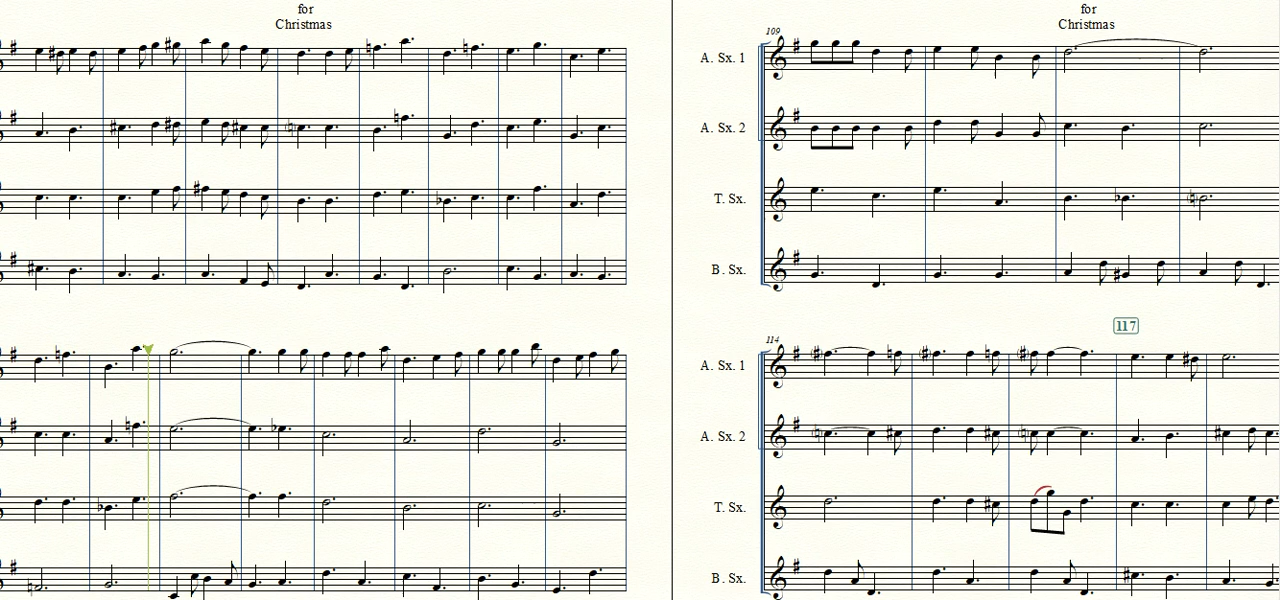 for
Christmas
for
Christmas
109
A. Sx. 1
A. Sx. 2
T. Sx.
B. Sx.
117
114
A. Sx. 1
A. Sx. 2
T. Sx.
B. Sx.